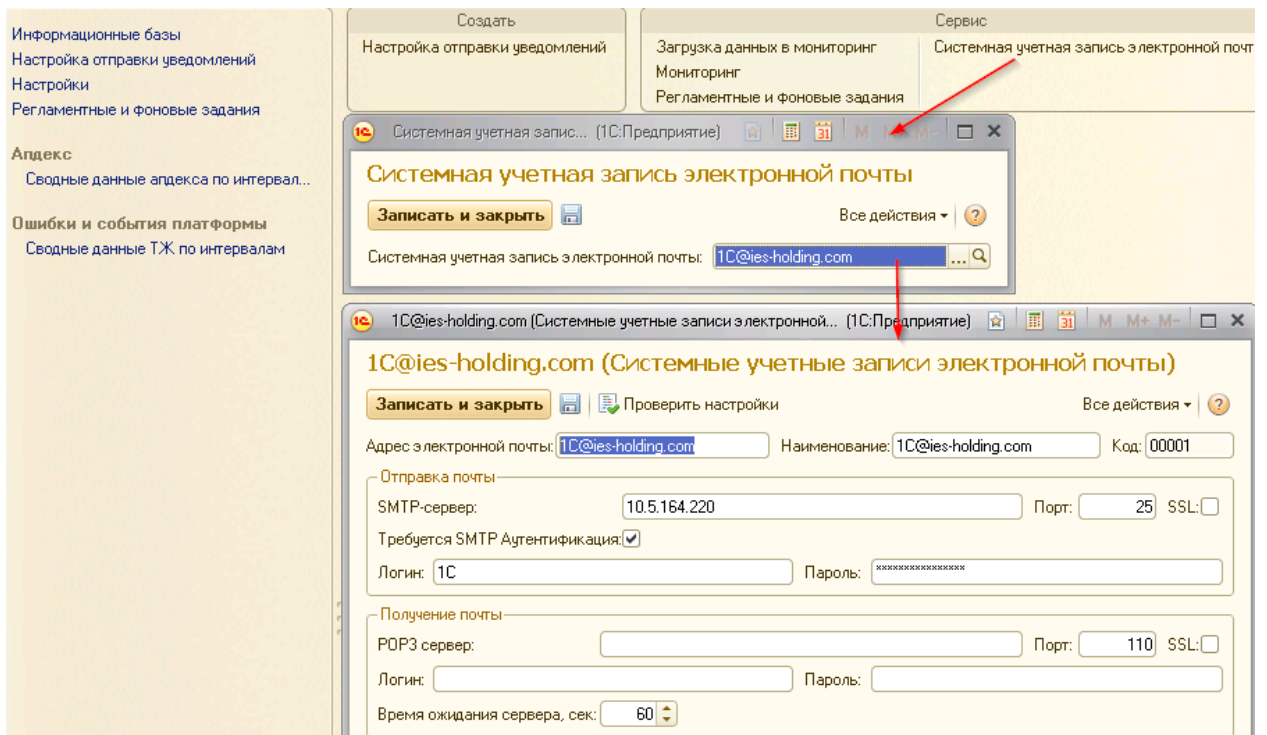 Информационные базы
Настройка отправки уведомлений
Настройки
Регламентные и фоновые задания
Апдекс
Сводные данные апдекса по интервал...
Ошибки и события платформы
Сводные данные ТЖ по интервалам
Создать
Настройка отправки уведомлений
Сервис
Загрузка данных в мониторинг
Мониторинг
Регламентные и фоновые задания
Системная учетная запись электронной почт
Системная учетная запис... (1С:Предприятие) 31 M M+ M-
Системная учетная запись электронной почты
Записать и закрыть Все действия ?
Системная учетная запись электронной почты: 1C@ies-holding.com ...
1C@ies-holding.com (Системные учетные записи электронной... (1С:Предприятие) 31 M M+ M-
1C@ies-holding.com (Системные учетные записи электронной почты)
Записать и закрыть Проверить настройки Все действия ?
Адрес электронной почты: 1C@ies-holding.com Наименование: 1C@ies-holding.com Код: 00001
Отправка почты
SMTP-сервер: 10.5.164.220 Порт: 25 SSL:
Требуется SMTP Аутентификация:
Логин: 1C Пароль: ****************
Получение почты
POP3 сервер: Порт: 110 SSL:
Логин: Пароль:
Время ожидания сервера, сек: 60